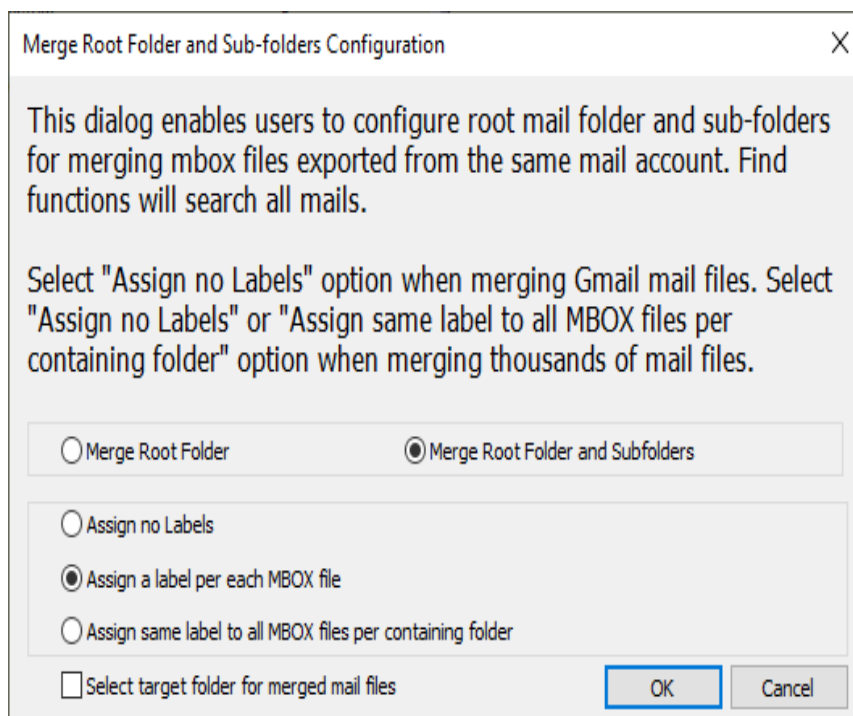 Merge Root Folder and Sub-folders Configuration
This dialog enables users to configure root mail folder and sub-folders
for merging mbox files exported from the same mail account. Find
functions will search all mails.
Select "Assign no Labels" option when merging Gmail mail files. Select
"Assign no Labels" or "Assign same label to all MBOX files per
containing folder" option when merging thousands of mail files.
Merge Root Folder
Merge Root Folder and Subfolders
Assign no Labels
Assign a label per each MBOX file
Assign same label to all MBOX files per containing folder
Select target folder for merged mail files
OK
Cancel